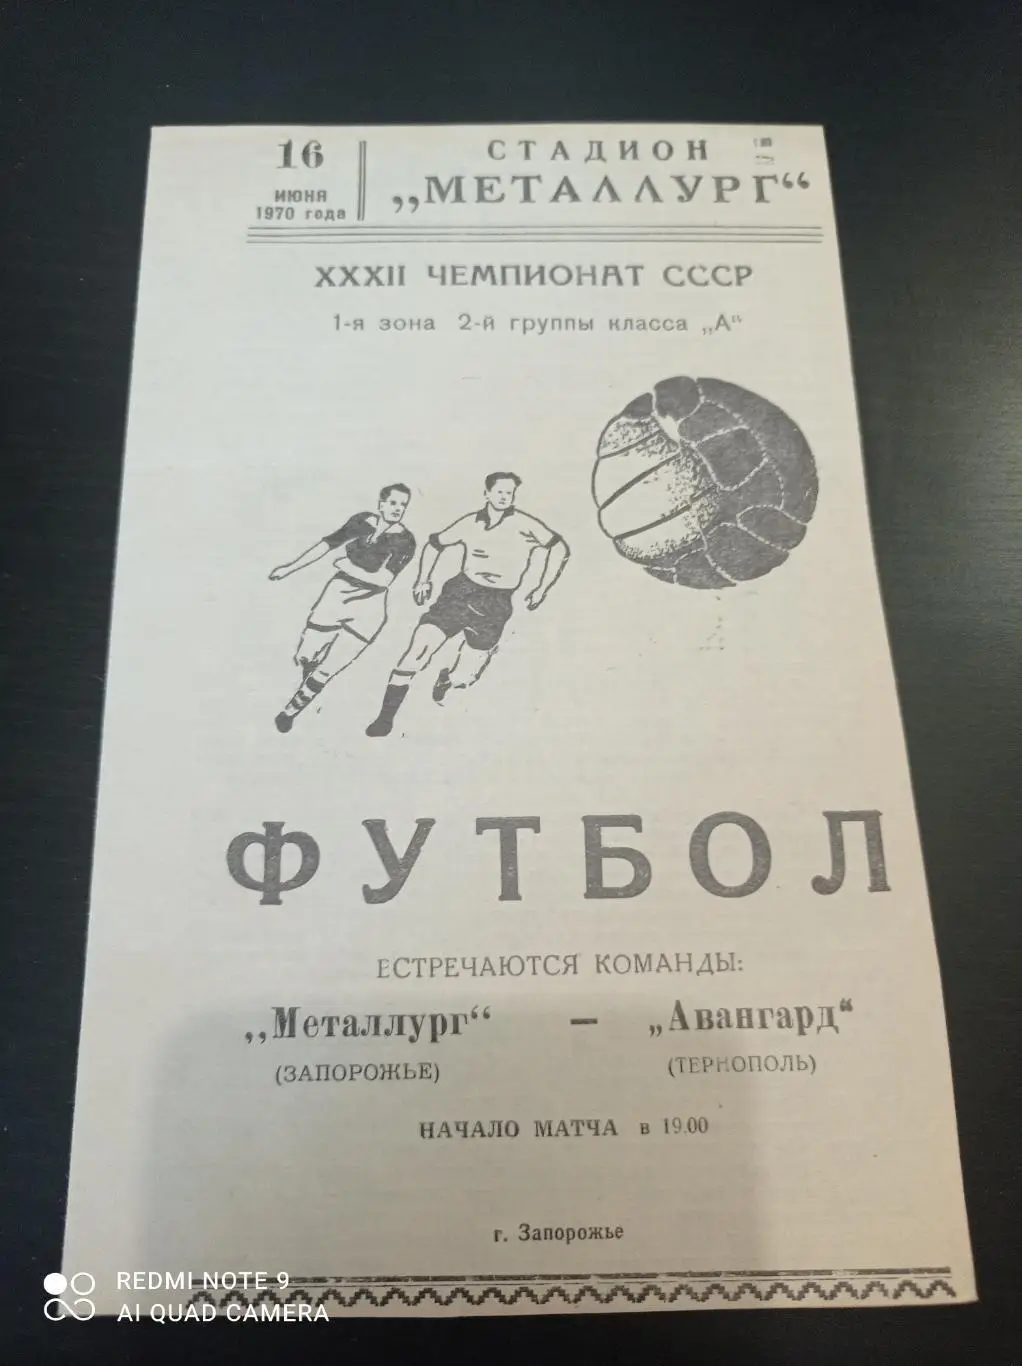 16
ИЮНЯ
1970 года
СТАДИОН
„МЕТАЛЛУРГ“
XXXII ЧЕМПИОНАТ СССР
1-я зона 2-й группы класса „А“
ФУТБОЛ
ВСТРЕЧАЮТСЯ КОМАНДЫ:
„Металлург“ — „Авангард“
(ЗАПОРОЖЬЕ) (ТЕРНОПОЛЬ)
НАЧАЛО МАТЧА в 19.00
г. Запорожье
REDMI NOTE 9
AI QUAD CAMERA